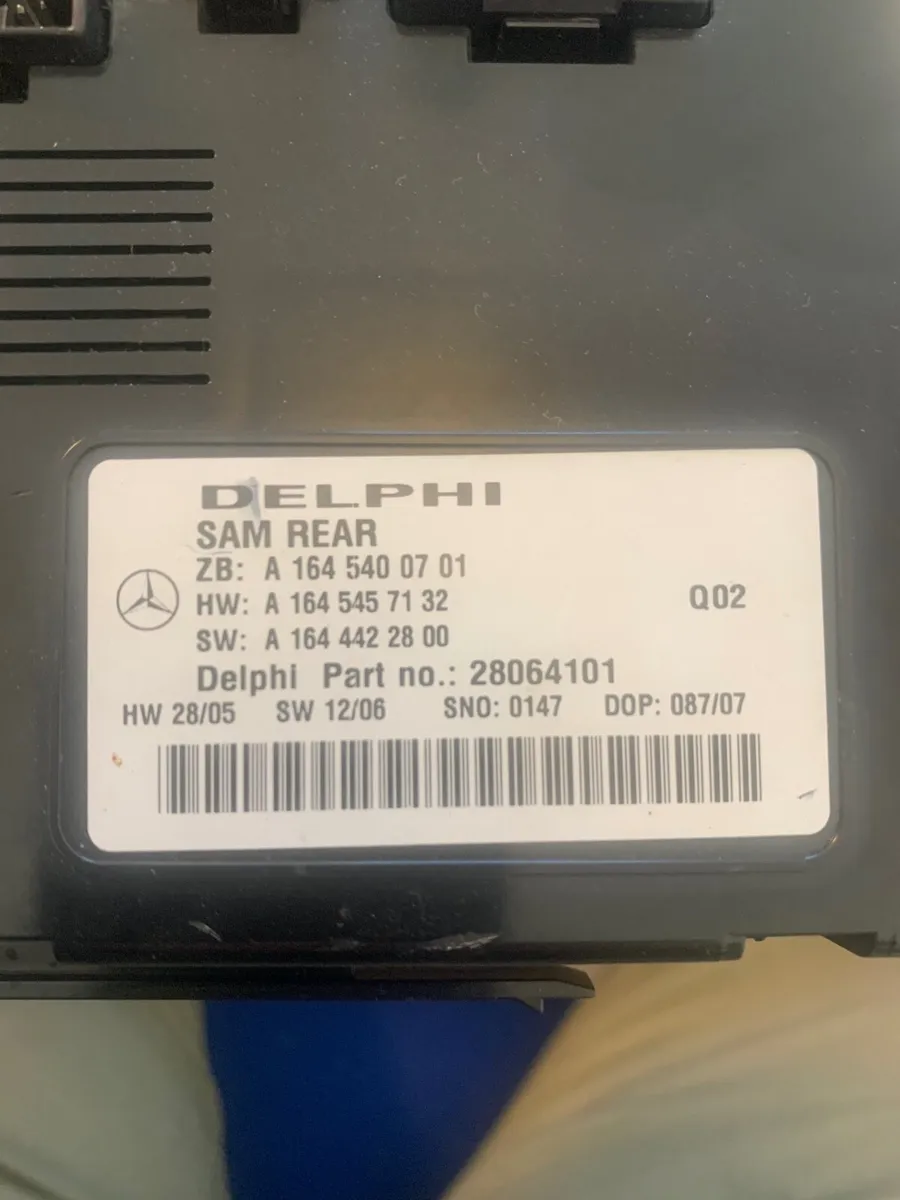 DELPHI
SAM REAR
ZB: A 164 540 07 01
HW: A 164 545 71 32
Q02
SW: A 164 442 28 00
Delphi Part no.: 28064101
HW 28/05 SW 12/06 SNO: 0147 DOP: 087/07